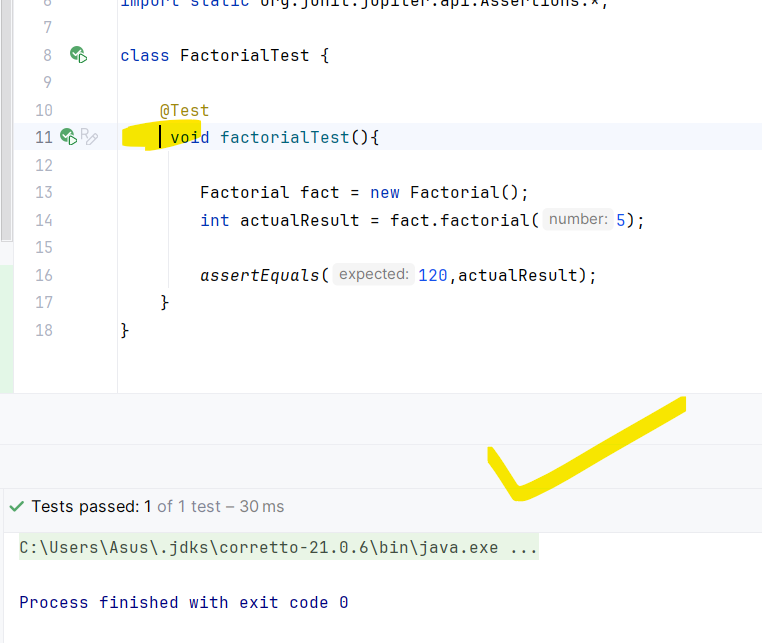 6 import static org.junit.jupiter.api.Assertions.*;
7
8 class FactorialTest {
9
10 @Test
11 void factorialTest(){
12
13 Factorial fact = new Factorial();
14 int actualResult = fact.factorial( number: 5);
15
16 assertEquals( expected: 120,actualResult);
17 }
18 }
Tests passed: 1 of 1 test – 30 ms
C:\Users\Asus\.jdks\corretto-21.0.6\bin\java.exe ...
Process finished with exit code 0